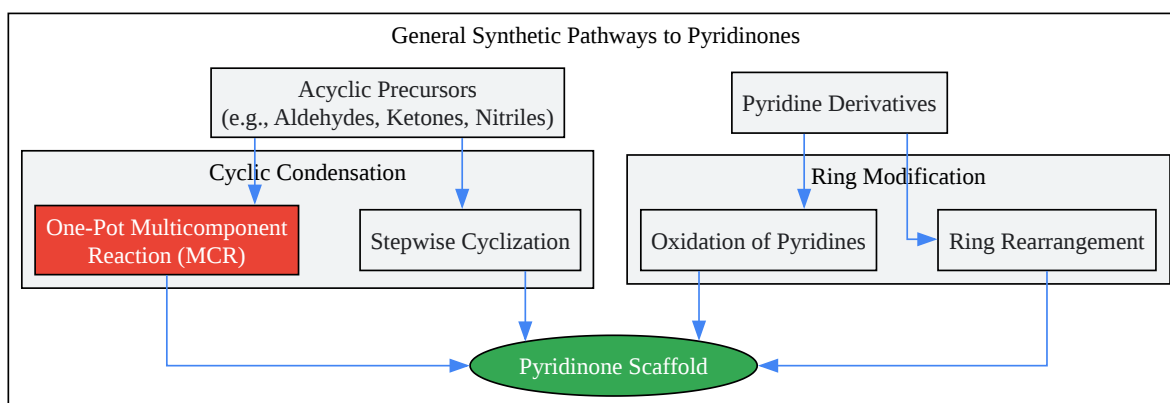 General Synthetic Pathways to Pyridinones
Acyclic Precursors
(e.g., Aldehydes, Ketones, Nitriles)
Pyridine Derivatives
Cyclic Condensation
Ring Modification
One-Pot Multicomponent
Reaction (MCR)
Stepwise Cyclization
Oxidation of Pyridines
Ring Rearrangement
Pyridinone Scaffold